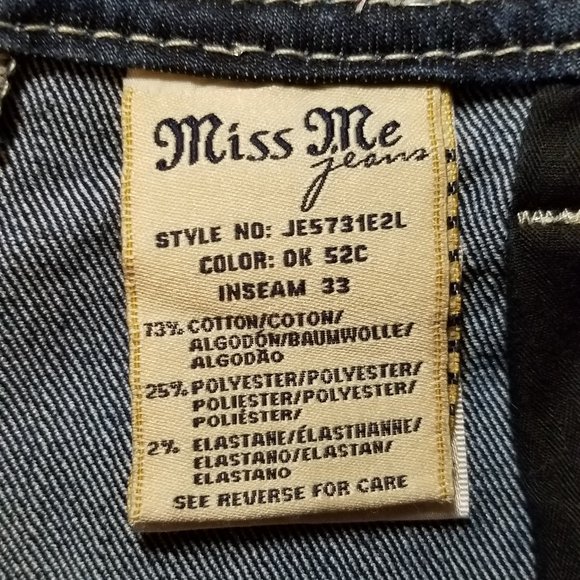 Miss Me
jeans
STYLE NO: JE5731E2L
COLOR: DK 52C
INSEAM 33
73% COTTON/COTON/
ALGODÓN/BAUMWOLLE/
ALGODÃO
25% POLYESTER/POLYESTER/
POLIESTER/POLYESTER/
POLIÉSTER/
2% ELASTANE/ÉLASTHANNE/
ELASTANO/ELASTAN/
ELASTANO
SEE REVERSE FOR CARE